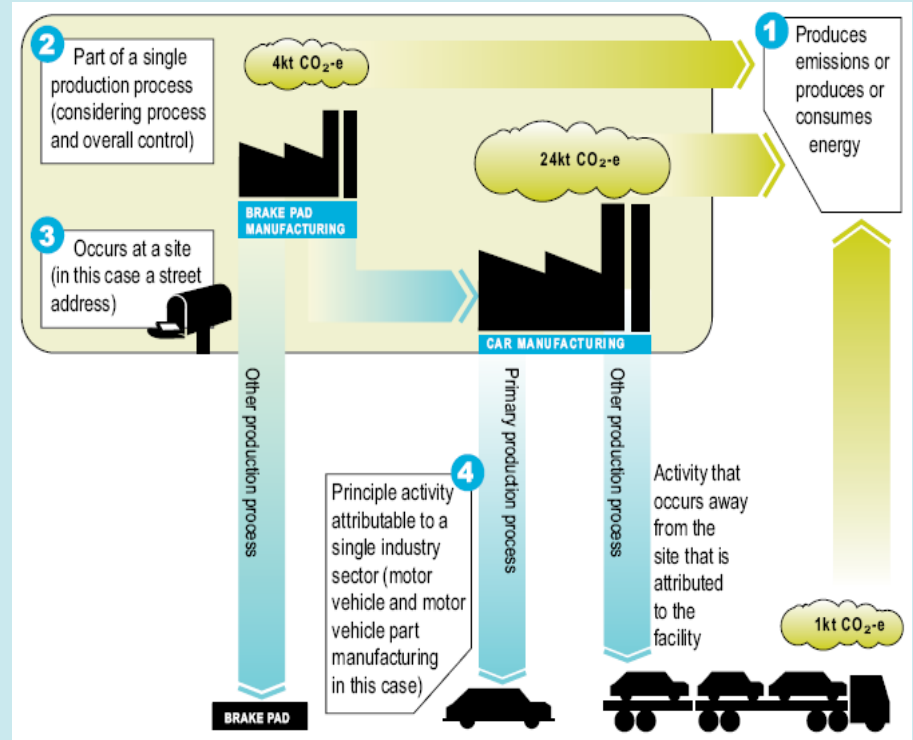 2
Part of a single
production process
(considering process
and overall control)
4kt CO₂-e
1
Produces
emissions or
produces or
consumes
energy
24kt CO₂-e
BRAKE PAD
MANUFACTURING
3
Occurs at a site
(in this case a street
address)
CAR MANUFACTURING
Other production process
4
Principle activity
attributable to a
single industry
sector (motor
vehicle and motor
vehicle part
manufacturing
in this case)
Primary production process
Other production process
Activity that
occurs away
from the
site that is
attributed
to the
facility
1kt CO₂-e
BRAKE PAD